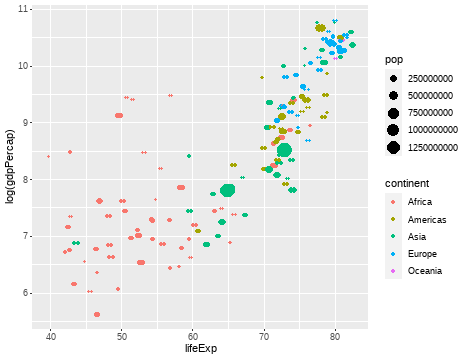 11
10
9
8
7
6
log(gdpPercap)
40
50
60
70
80
lifeExp
pop
250000000
500000000
750000000
1000000000
1250000000
continent
Africa
Americas
Asia
Europe
Oceania